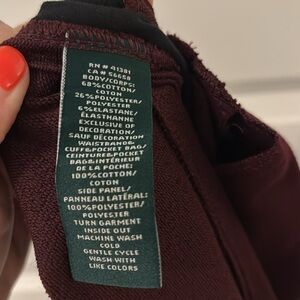 RN # 41381
CA # 56658
BODY/CORPS:
68%COTTON/
COTON
26%POLYESTER/
POLYESTER
6%ELASTANE/
ÉLASTHANNE
EXCLUSIVE OF
DECORATION/
SAUF DÉCORATION
WAISTBAND&
CUFF&POCKET BAG/
CEINTURE&POCKET
BAG&INTÉRIEUR
DE LA POCHE:
100%COTTON/
COTON
SIDE PANEL/
PANNEAU LATÉRAL:
100%POLYESTER/
POLYESTER
TURN GARMENT
INSIDE OUT
MACHINE WASH
COLD
GENTLE CYCLE
WASH WITH
LIKE COLORS